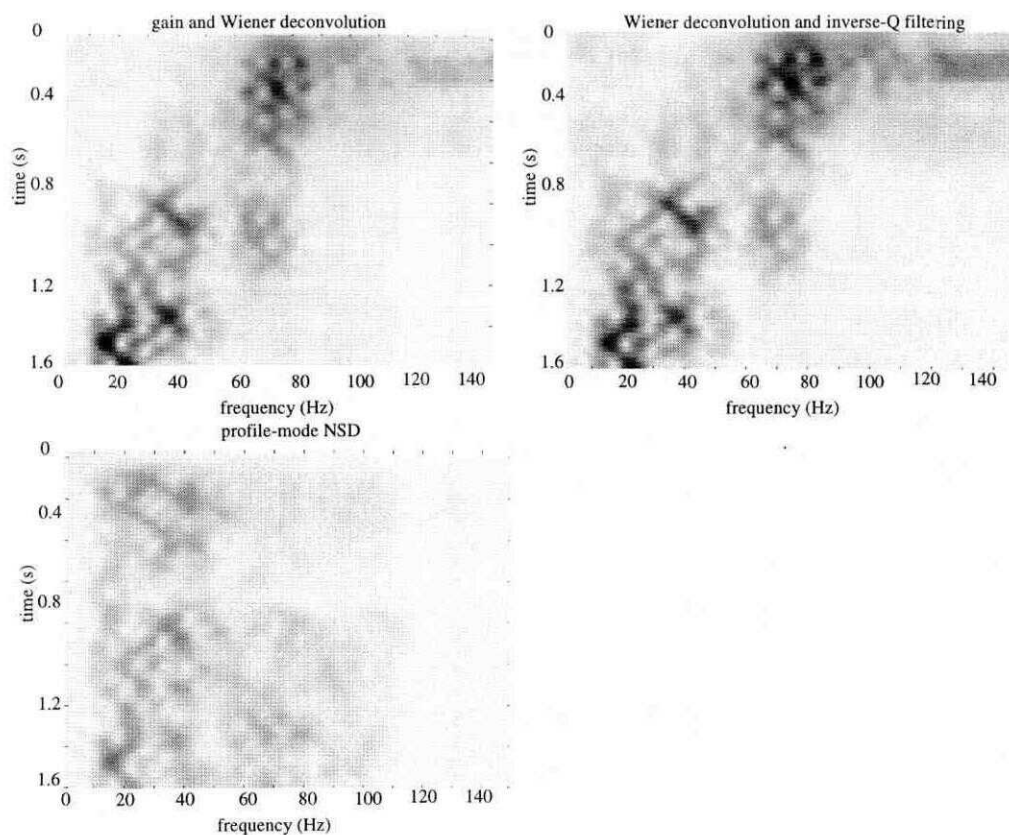 gain and Wiener deconvolution
0
0.4
0.8
1.2
1.6
time (s)
0 20 40 60 80 100 120 140
frequency (Hz)
Wiener deconvolution and inverse-Q filtering
0
0.4
0.8
1.2
1.6
time (s)
0 20 40 60 80 100 120 140
frequency (Hz)
profile-mode NSD
0
0.4
0.8
1.2
1.6
time (s)
0 20 40 60 80 100 120 140
frequency (Hz)